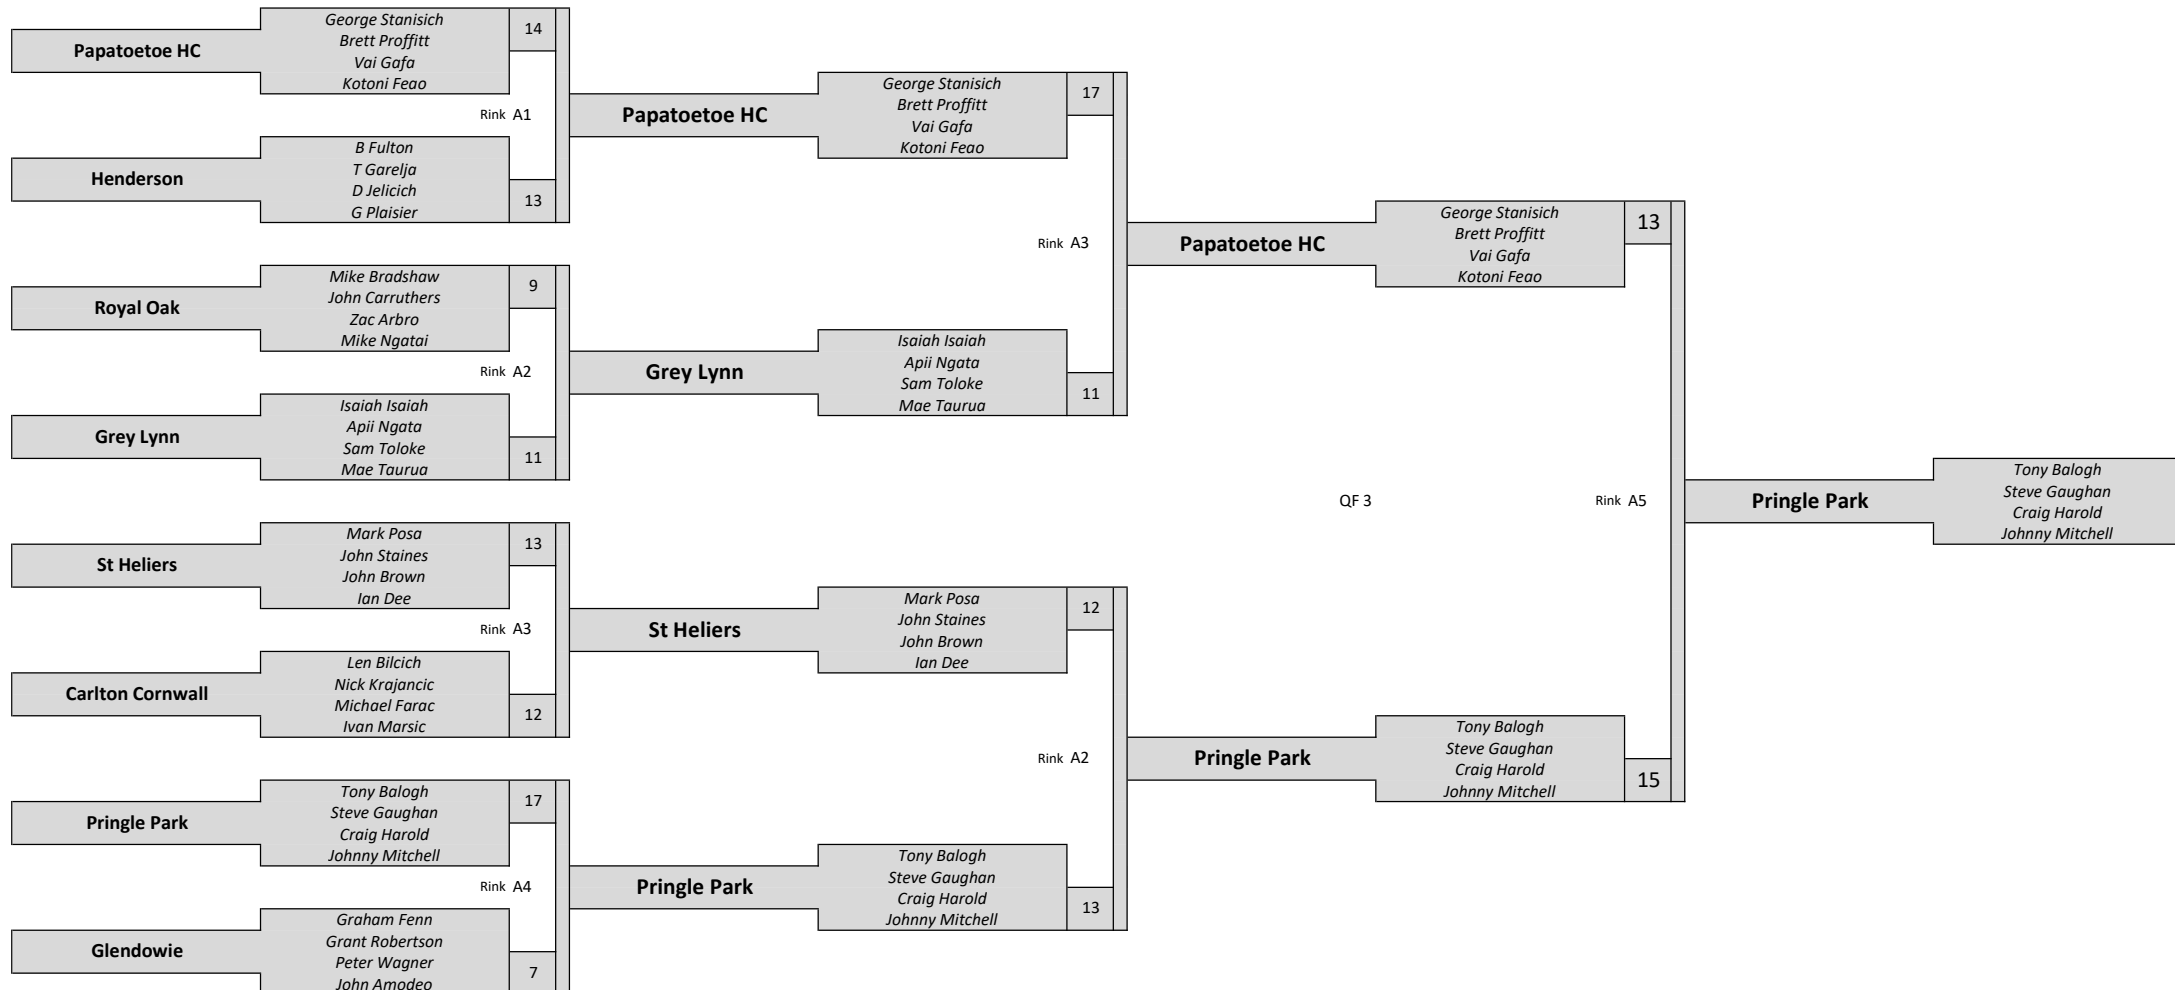 Papatoetoe HC
George Stanisich
Brett Proffitt
Vai Gafa
Kotoni Feao
14
Rink A1
Henderson
B Fulton
T Garelja
D Jelicich
G Plaisier
13
Royal Oak
Mike Bradshaw
John Carruthers
Zac Arbro
Mike Ngatai
9
Rink A2
Grey Lynn
Isaiah Isaiah
Apii Ngata
Sam Toloke
Mae Taurua
11
St Heliers
Mark Posa
John Staines
John Brown
Ian Dee
13
Rink A3
Carlton Cornwall
Len Bilcich
Nick Krajancic
Michael Farac
Ivan Marsic
12
Pringle Park
Tony Balogh
Steve Gaughan
Craig Harold
Johnny Mitchell
17
Rink A4
Glendowie
Graham Fenn
Grant Robertson
Peter Wagner
John Amodeo
7
Papatoetoe HC
George Stanisich
Brett Proffitt
Vai Gafa
Kotoni Feao
17
Rink A3
Grey Lynn
Isaiah Isaiah
Apii Ngata
Sam Toloke
Mae Taurua
11
St Heliers
Mark Posa
John Staines
John Brown
Ian Dee
12
Rink A2
Pringle Park
Tony Balogh
Steve Gaughan
Craig Harold
Johnny Mitchell
13
Papatoetoe HC
George Stanisich
Brett Proffitt
Vai Gafa
Kotoni Feao
13
QF 3
Rink A5
Pringle Park
Tony Balogh
Steve Gaughan
Craig Harold
Johnny Mitchell
15
Pringle Park
Tony Balogh
Steve Gaughan
Craig Harold
Johnny Mitchell